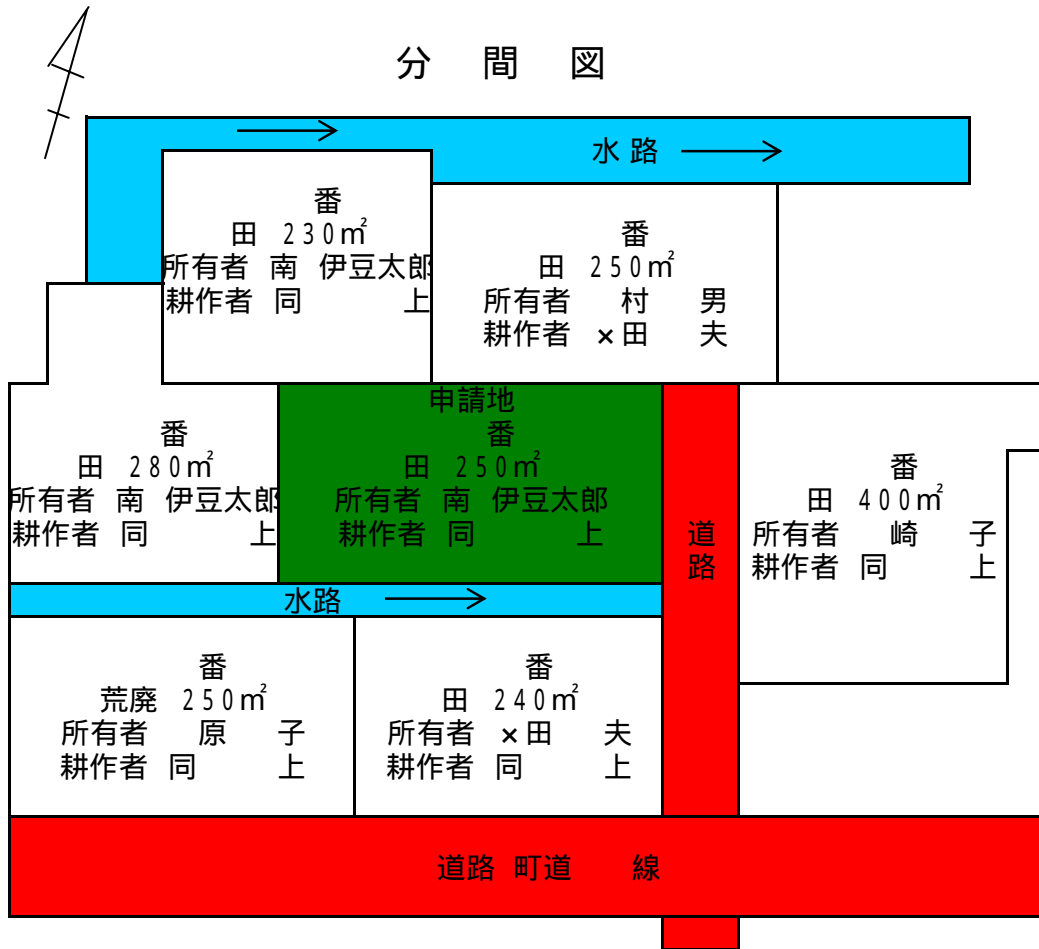 分 間 図
水 路
番
田 230㎡
所有者 南 伊豆太郎
耕作者 同 上
番
田 250㎡
所有者 村 男
耕作者 ×田 夫
番
田 280㎡
所有者 南 伊豆太郎
耕作者 同 上
申請地
番
田 250㎡
所有者 南 伊豆太郎
耕作者 同 上
道路
番
田 400㎡
所有者 崎 子
耕作者 同 上
水路
番
荒廃 250㎡
所有者 原 子
耕作者 同 上
番
田 240㎡
所有者 ×田 夫
耕作者 同 上
道路 町道 線